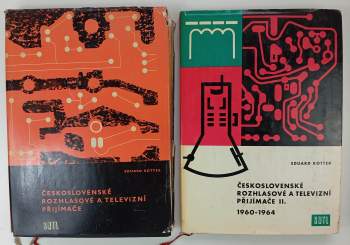 EDUARD KOTTEK
ČESKOSLOVENSKÉ
ROZHLASOVÉ A TELEVIZNÍ
PŘIJÍMAČE
SNTL
EDUARD KOTTEK
ČESKOSLOVENSKÉ
ROZHLASOVÉ A TELEVIZNÍ
PŘIJÍMAČE II.
1960-1964
SNTL